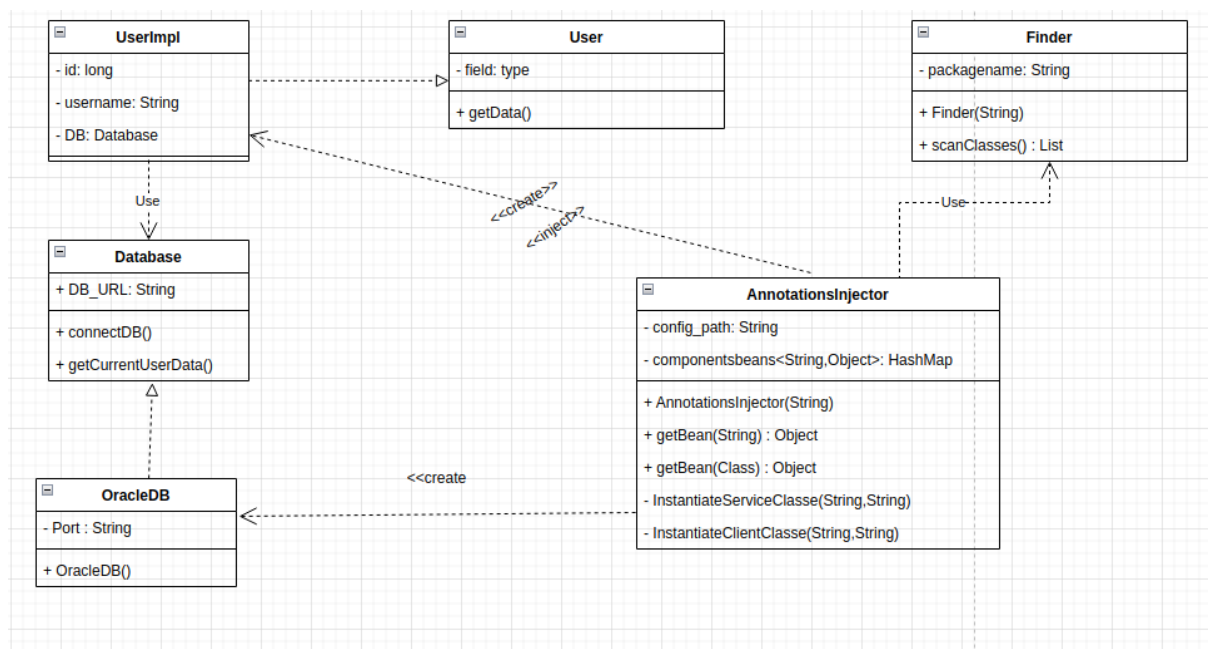 UserImpl
- id: long
- username: String
- DB: Database
User
- field: type
+ getData()
Finder
- packagename: String
+ Finder(String)
+ scanClasses() : List
Use
<<create>>
<<inject>>
Use
Database
+ DB_URL: String
+ connectDB()
+ getCurrentUserData()
AnnotationsInjector
- config_path: String
- componentsbeans<String,Object>: HashMap
+ AnnotationsInjector(String)
+ getBean(String) : Object
+ getBean(Class) : Object
- InstantiateServiceClasse(String,String)
- InstantiateClientClasse(String,String)
<<create
OracleDB
- Port : String
+ OracleDB()